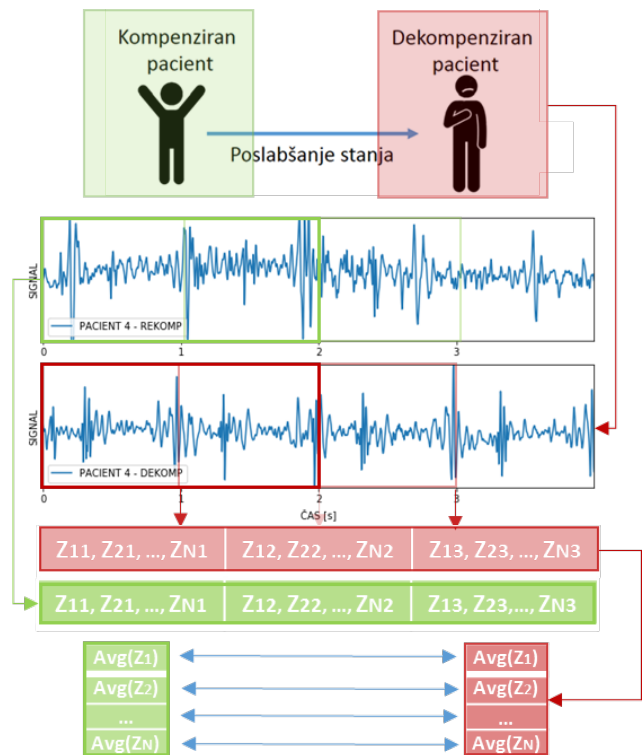 Kompenziran
pacient
Dekompenziran
pacient
Poslabšanje stanja
SIGNAL
PACIENT 4 - REKOMP
0 1 2 3
SIGNAL
PACIENT 4 - DEKOMP
0 1 2 3
ČAS [s]
Z11, Z21, ..., ZN1 Z12, Z22, ..., ZN2 Z13, Z23, ..., ZN3
Z11, Z21, ..., ZN1 Z12, Z22, ..., ZN2 Z13, Z23,..., ZN3
Avg(Z1) Avg(Z1)
Avg(Z2) Avg(Z2)
... ...
Avg(ZN) Avg(ZN)